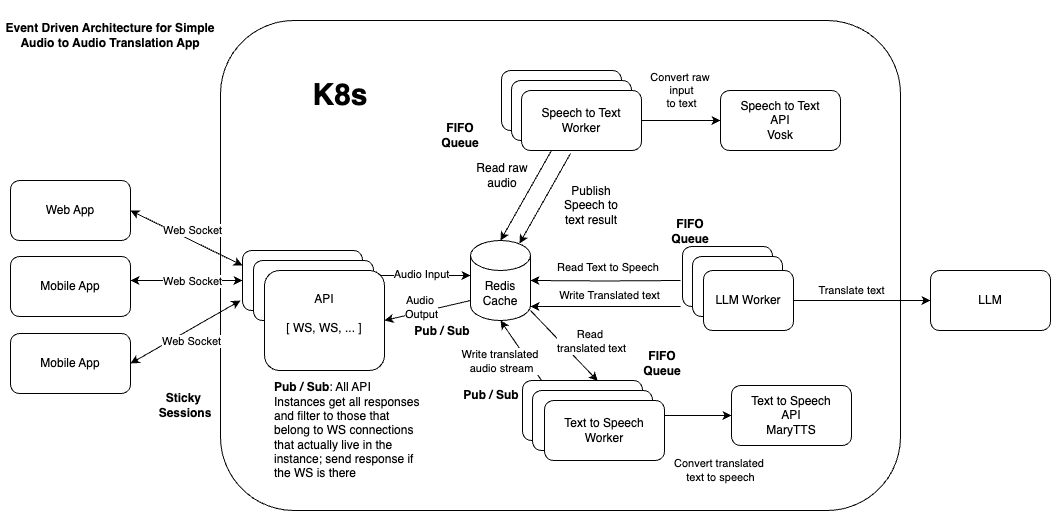 Event Driven Architecture for Simple
Audio to Audio Translation App
K8s
Web App
Mobile App
Mobile App
Web Socket
Web Socket
Web Socket
Sticky
Sessions
API
[ WS, WS, ... ]
Pub / Sub: All API
Instances get all responses
and filter to those that
belong to WS connections
that actually live in the
instance; send response if
the WS is there
Audio Input
Audio
Output
Pub / Sub
Redis
Cache
FIFO
Queue
Speech to Text
Worker
Convert raw
input
to text
Speech to Text
API
Vosk
Read raw
audio
Publish
Speech to
text result
FIFO
Queue
Read Text to Speech
Write Translated text
LLM Worker
Translate text
LLM
Read
translated text
Write translated
audio stream
Pub / Sub
FIFO
Queue
Text to Speech
Worker
Text to Speech
API
MaryTTS
Convert translated
text to speech